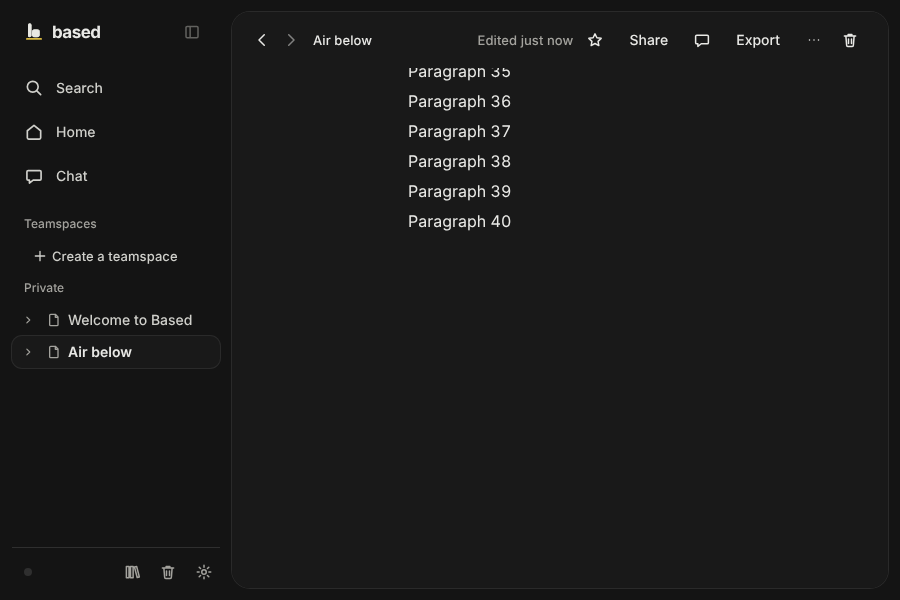 based
Search
Home
Chat
Teamspaces
Create a teamspace
Private
Welcome to Based
Air below
Air below
Edited just now
Share
Export
Paragraph 35
Paragraph 36
Paragraph 37
Paragraph 38
Paragraph 39
Paragraph 40